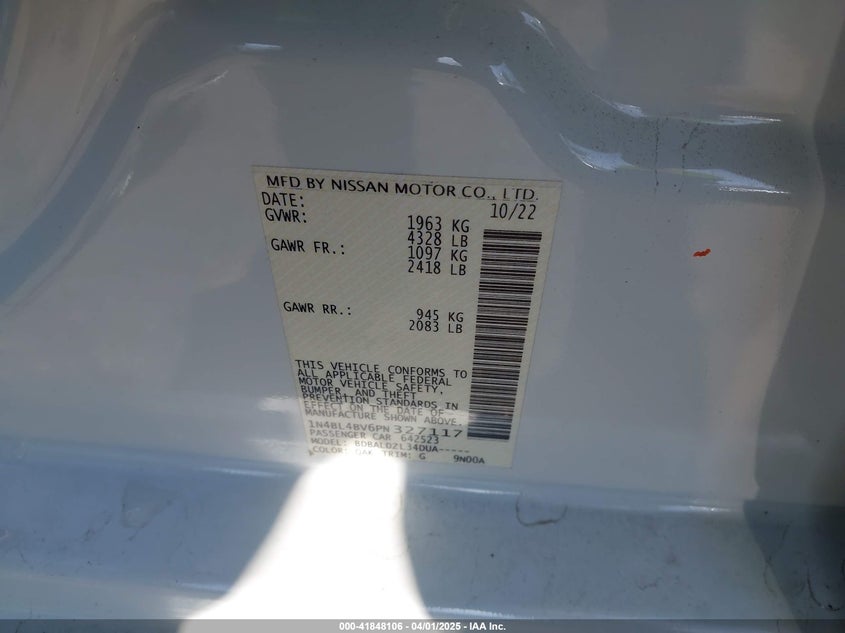 MFD BY NISSAN MOTOR CO., LTD.
DATE: 10/22
GVWR: 1963 KG
4328 LB
GAWR FR.: 1097 KG
2418 LB
GAWR RR.: 945 KG
2083 LB
THIS VEHICLE CONFORMS TO
ALL APPLICABLE FEDERAL
MOTOR VEHICLE SAFETY,
BUMPER, AND THEFT
PREVENTION STANDARDS IN
EFFECT ON THE DATE OF
MANUFACTURE SHOWN ABOVE.
1N4BL4BV6PN327117
PASSENGER CAR 642523
MODEL: BDBALDZL34DUA-----
COLOR: QAK TRIM: G 9N00A
000-41848106 - 04/01/2025 - IAA Inc.